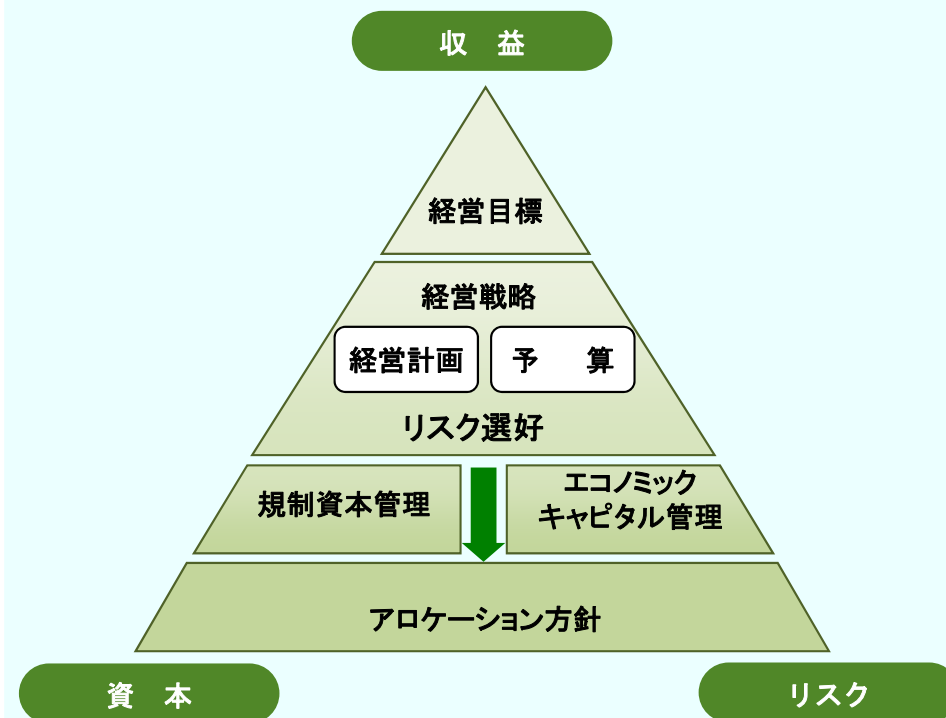 収　益
経営目標
経営戦略
経営計画
予　算
リスク選好
規制資本管理
エコノミック
キャピタル管理
アロケーション方針
資　本
リスク